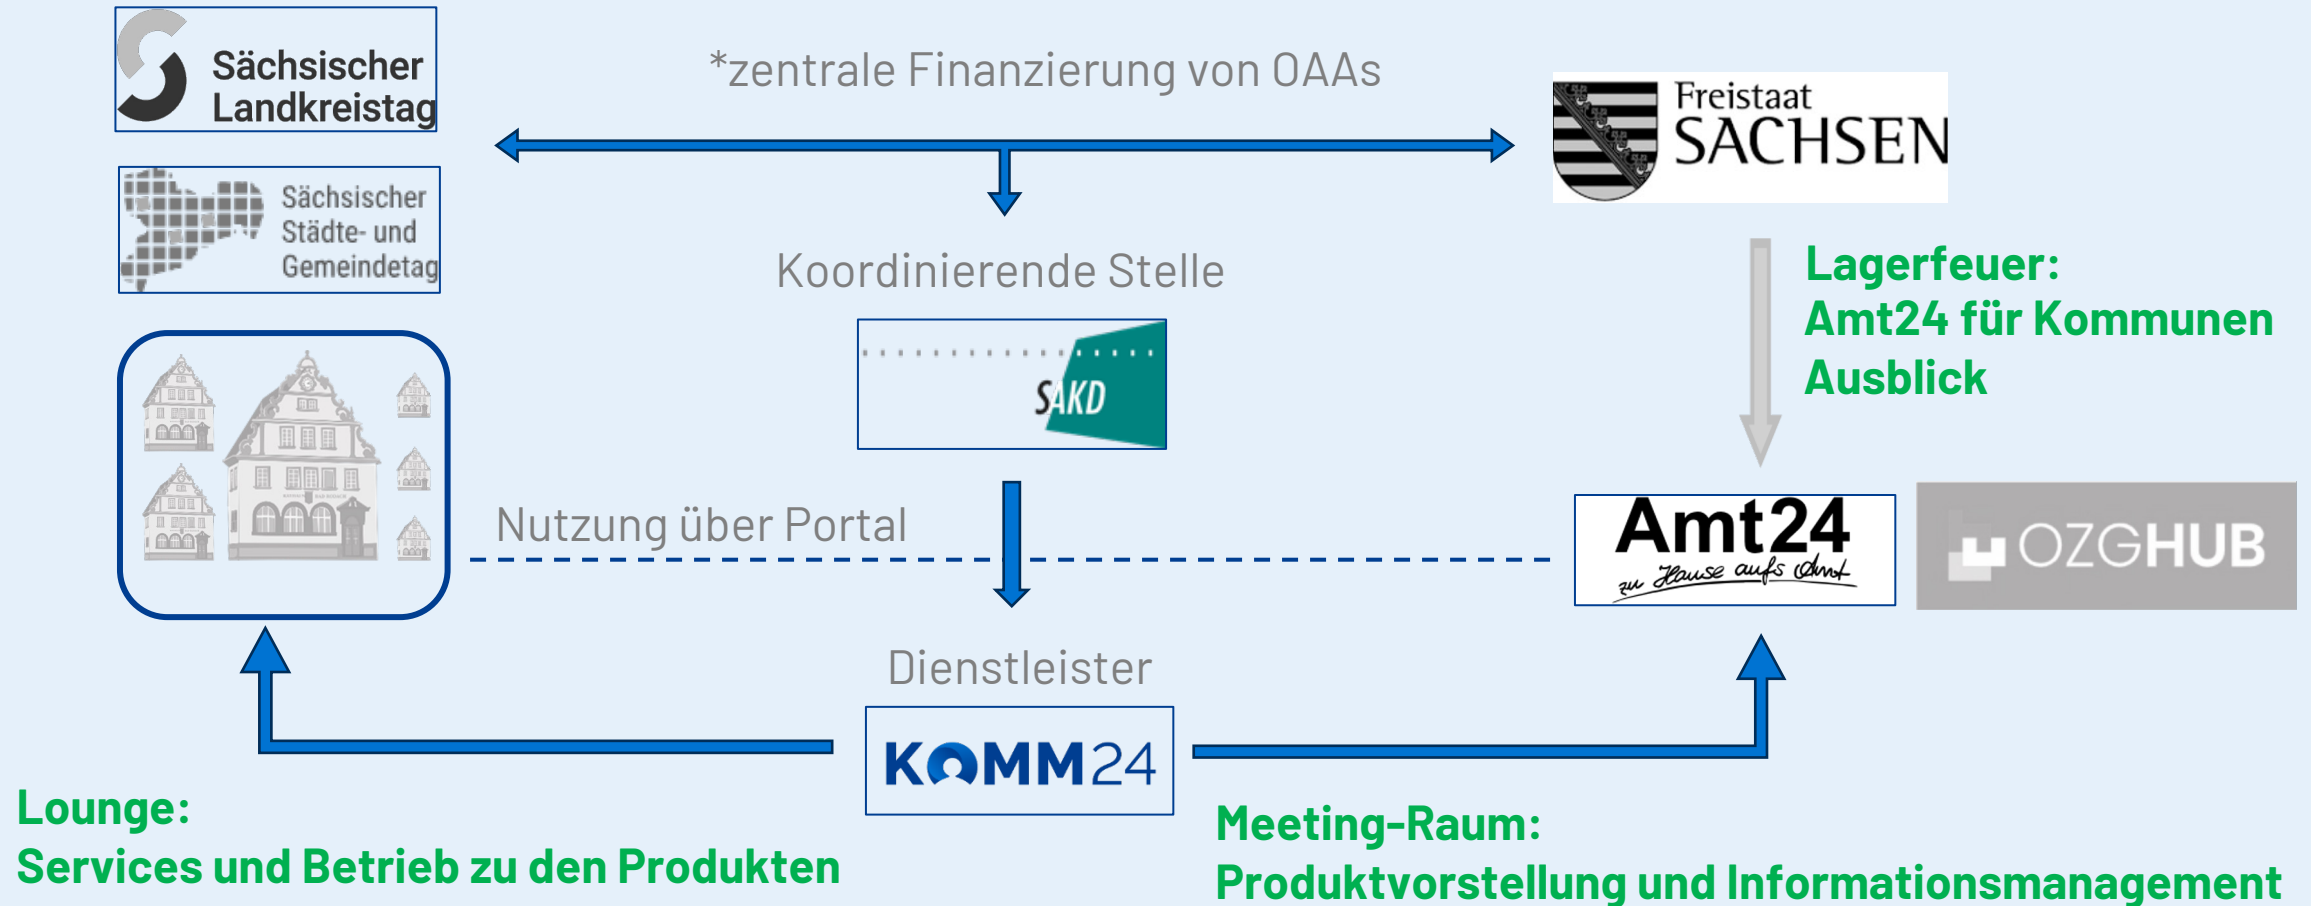 Sächsischer
Landkreistag
*zentrale Finanzierung von OAAs
Freistaat
SACHSEN
Sächsischer
Städte- und
Gemeindetag
Koordinierende Stelle
SAKD
Lagerfeuer:
Amt24 für Kommunen
Ausblick
Nutzung über Portal
Amt24
zu Hause aufs Amt
OZGHUB
Dienstleister
KOMM24
Lounge:
Services und Betrieb zu den Produkten
Meeting-Raum:
Produktvorstellung und Informationsmanagement